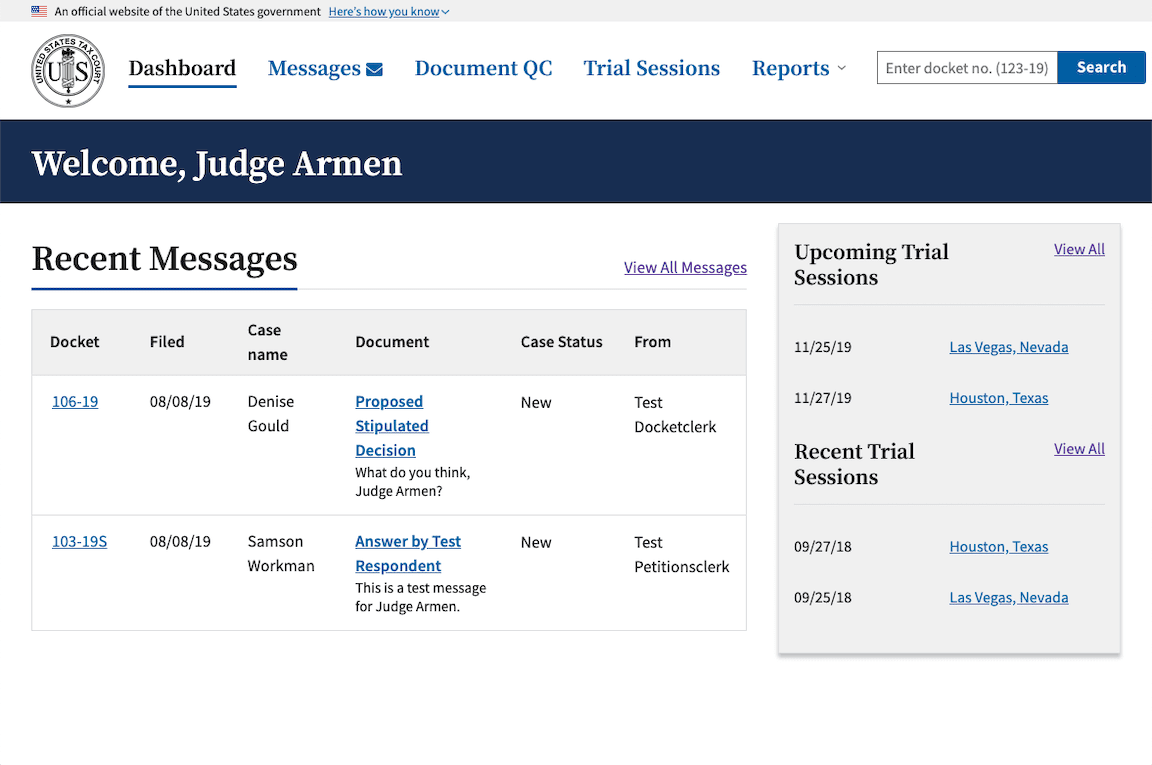 An official website of the United States government Here's how you know
UNITED STATES TAX COURT
US
Dashboard Messages Document QC Trial Sessions Reports Enter docket no. (123-19) Search
Welcome, Judge Armen
Recent Messages
View All Messages
Docket Filed Case name Document Case Status From
106-19 08/08/19 Denise Gould
Proposed
Stipulated
Decision
What do you think,
Judge Armen?
New
Test
Docketclerk
103-19S 08/08/19 Samson Workman
Answer by Test
Respondent
This is a test message
for Judge Armen.
New
Test
Petitionsclerk
Upcoming Trial
Sessions
View All
11/25/19 Las Vegas, Nevada
11/27/19 Houston, Texas
Recent Trial
Sessions
View All
09/27/18 Houston, Texas
09/25/18 Las Vegas, Nevada